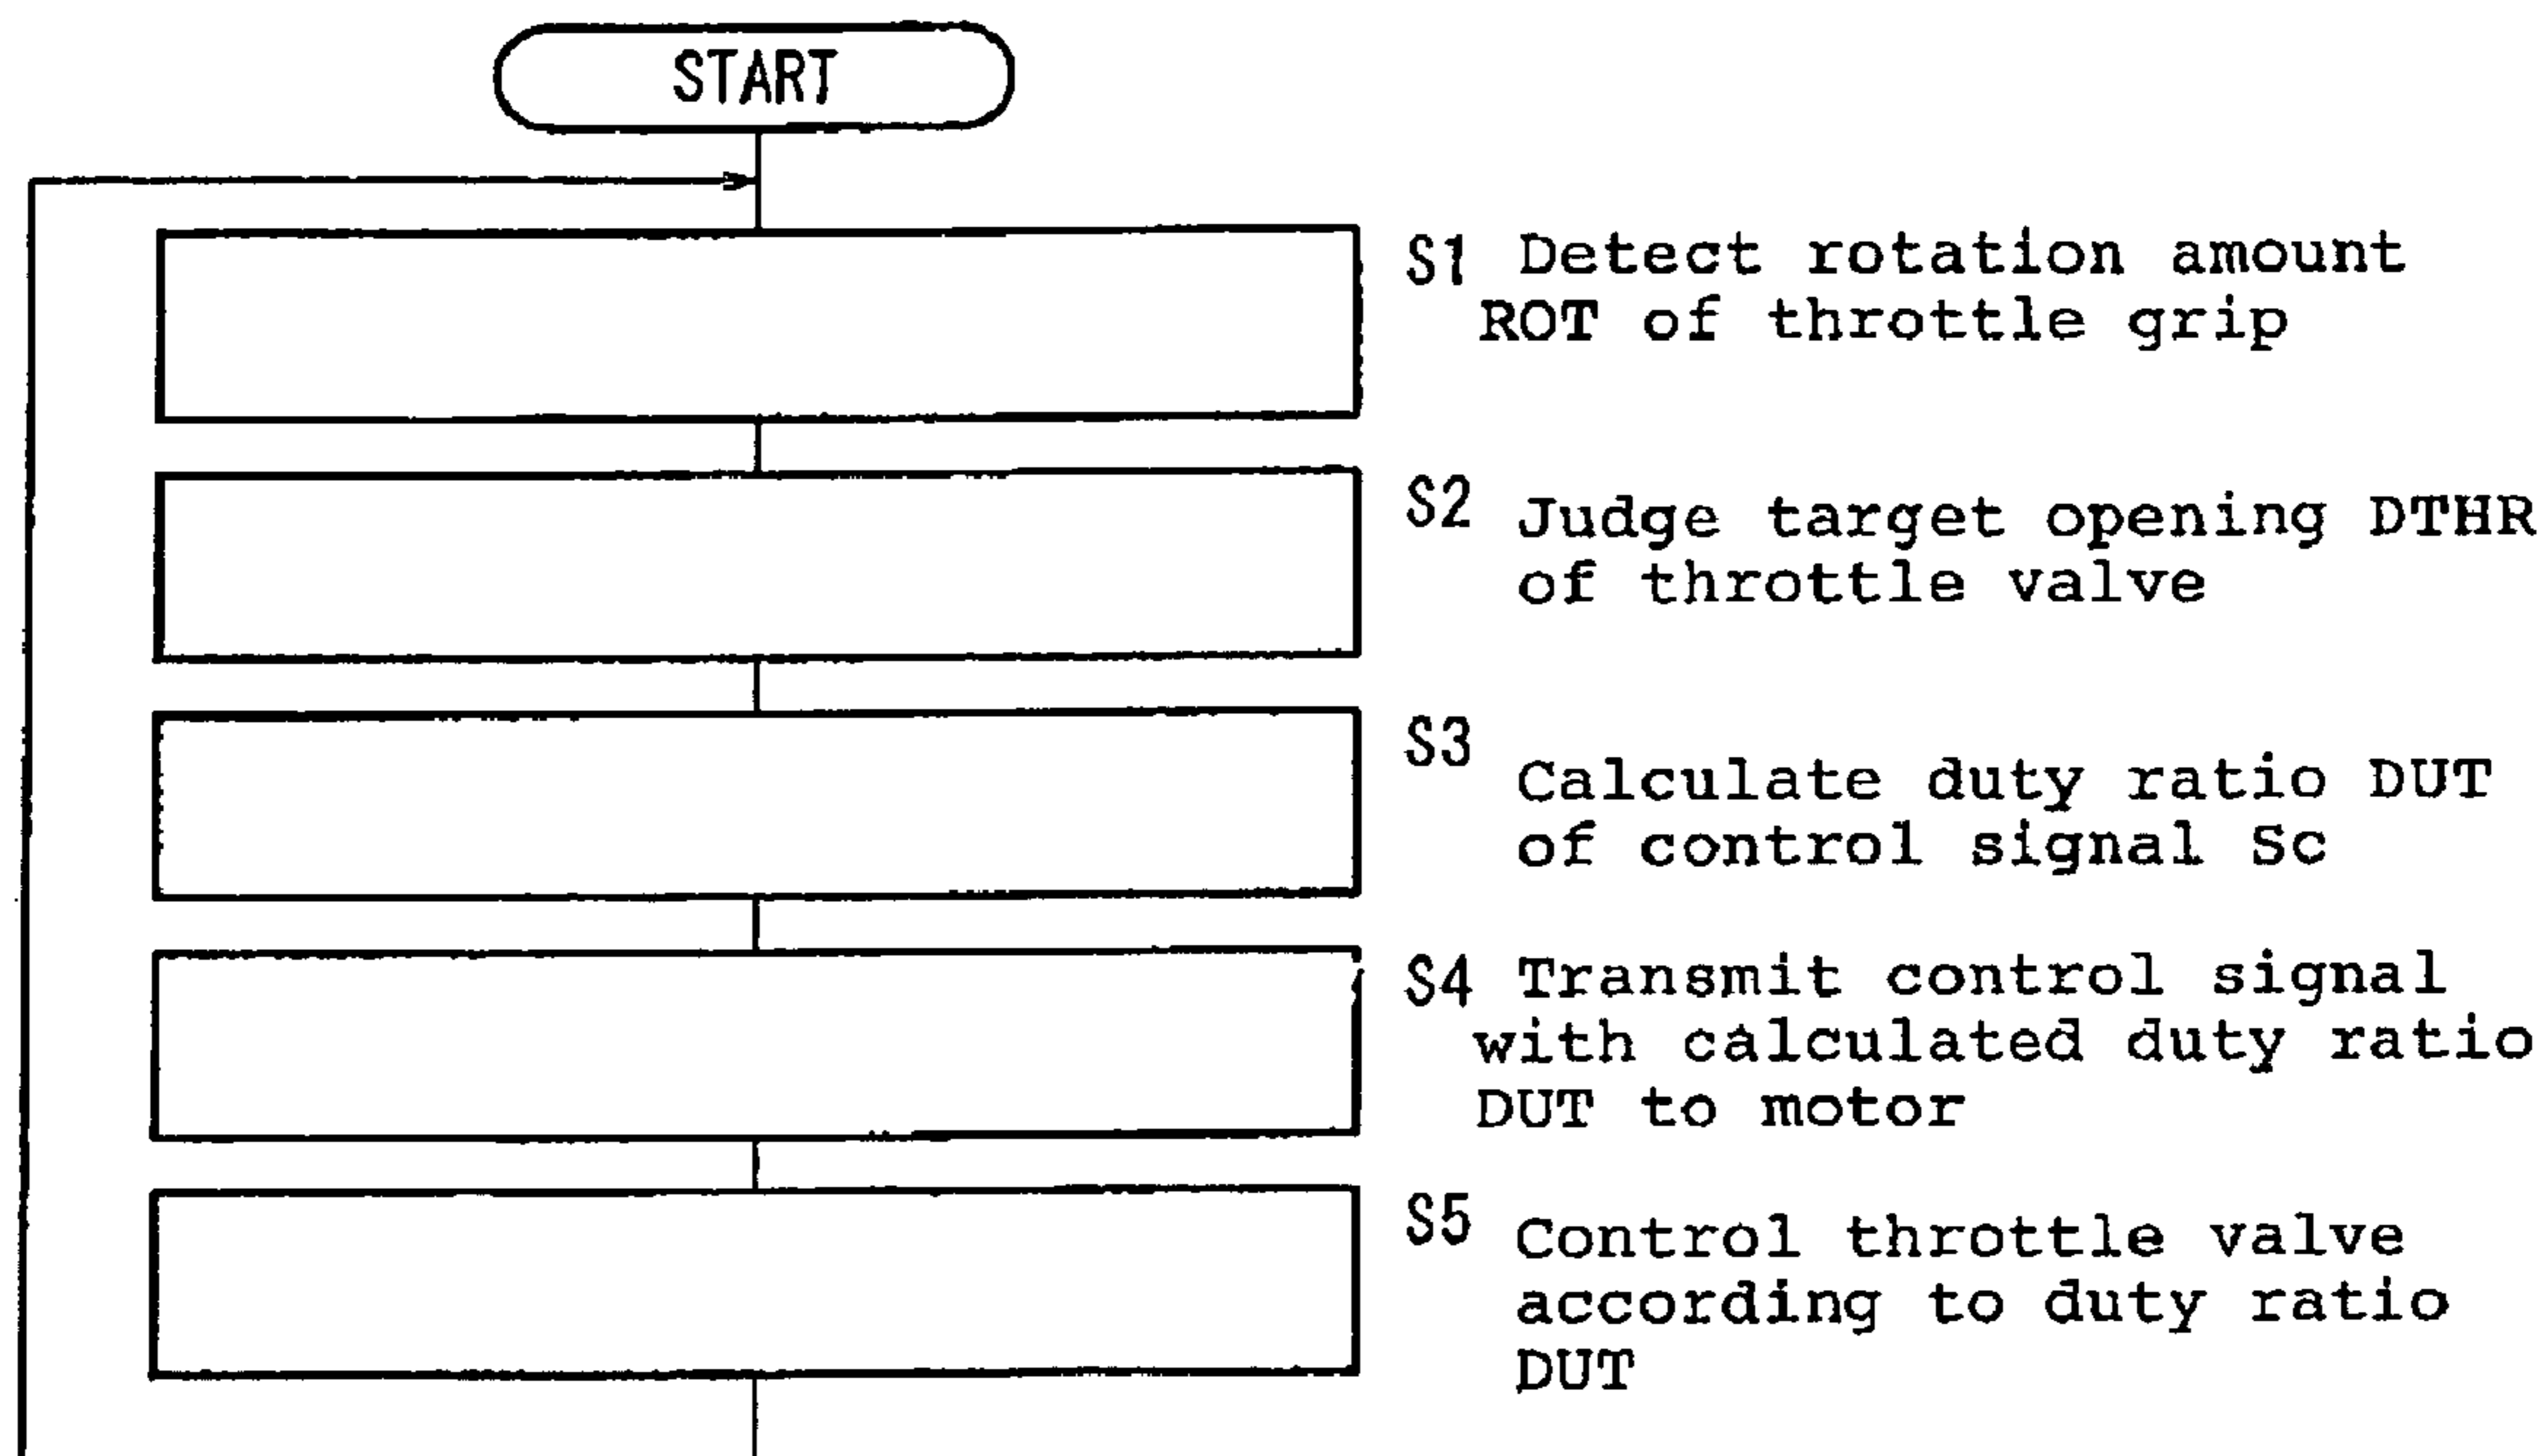 START
S1 Detect rotation amount
ROT of throttle grip
S2 Judge target opening DTHR
of throttle valve
S3
Calculate duty ratio DUT
of control signal Sc
S4 Transmit control signal
with calculated duty ratio
DUT to motor
S5 Control throttle valve
according to duty ratio
DUT